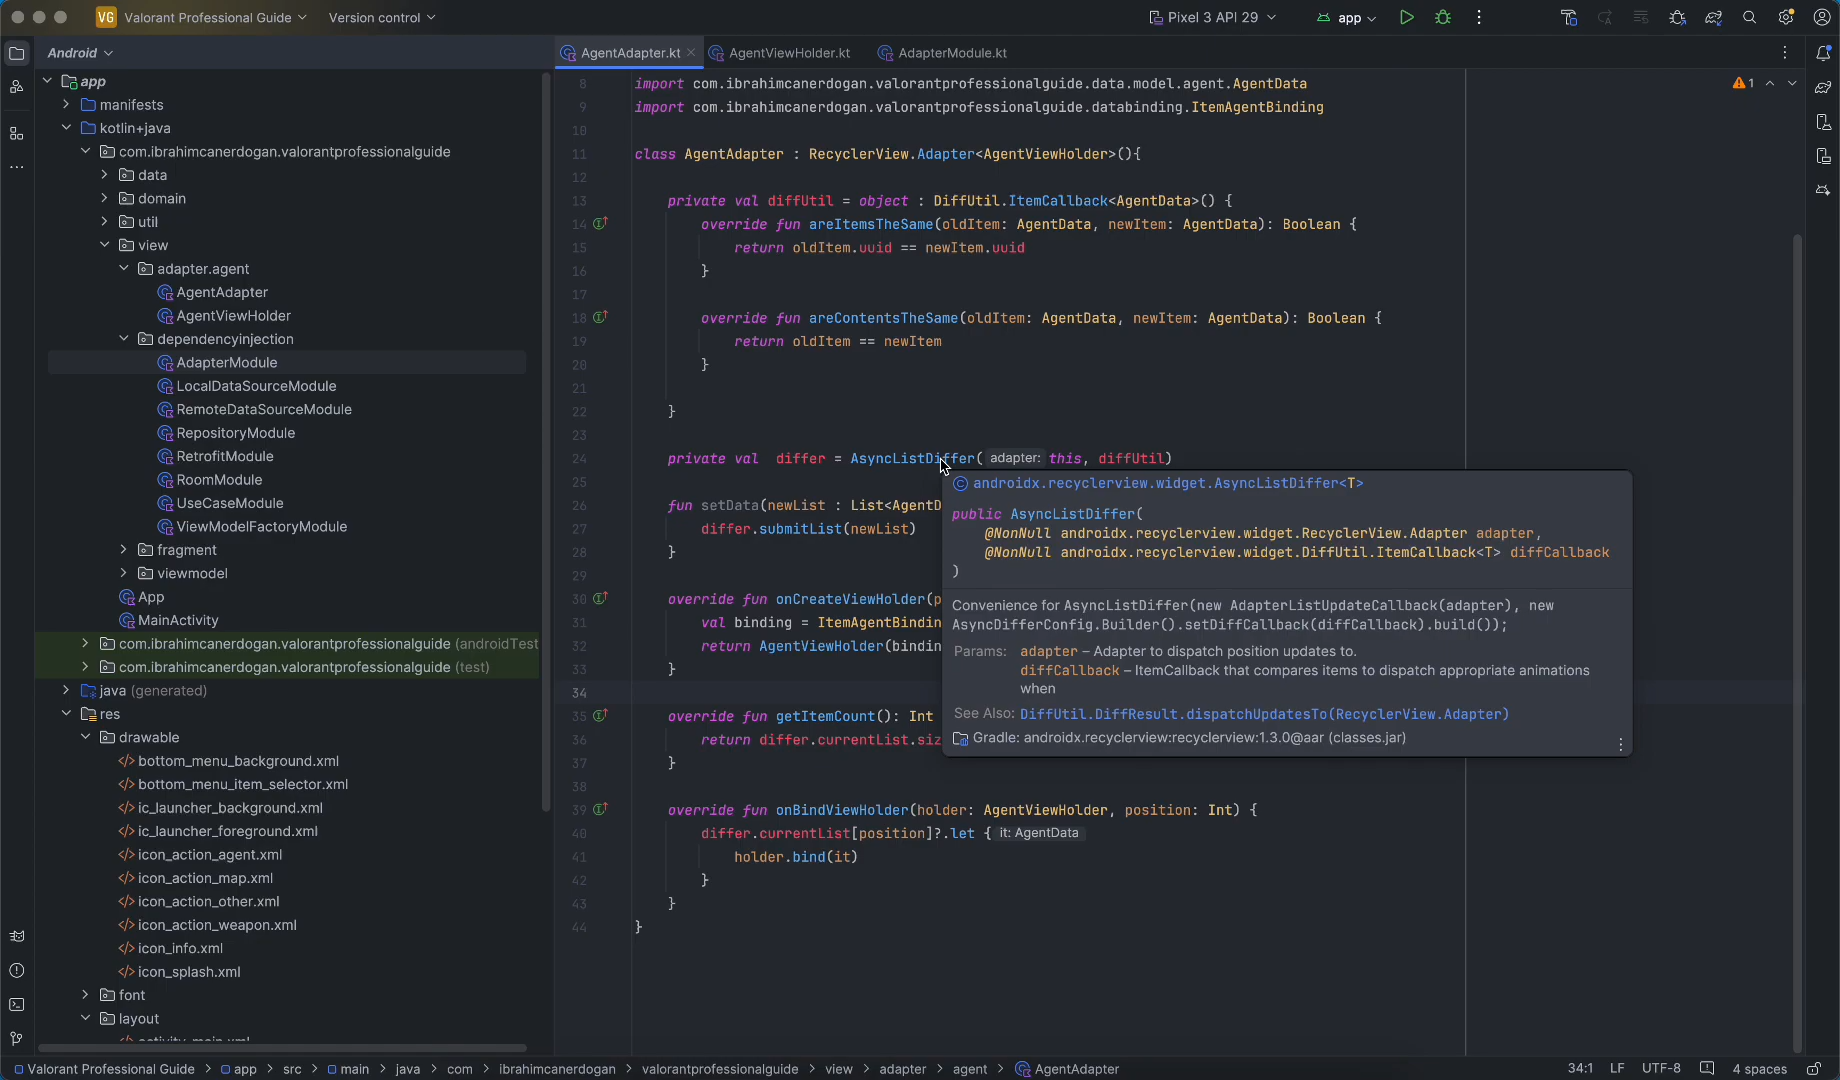 VG Valorant Professional Guide Version control Pixel 3 API 29 app
Android
app
manifests
kotlin+java
com.ibrahimcanerdogan.valorantprofessionalguide
data
domain
util
view
adapter.agent
AgentAdapter
AgentViewHolder
dependencyinjection
AdapterModule
LocalDataSourceModule
RemoteDataSourceModule
RepositoryModule
RetrofitModule
RoomModule
UseCaseModule
ViewModelFactoryModule
fragment
viewmodel
App
MainActivity
com.ibrahimcanerdogan.valorantprofessionalguide (androidTest
com.ibrahimcanerdogan.valorantprofessionalguide (test)
java (generated)
res
drawable
</> bottom_menu_background.xml
</> bottom_menu_item_selector.xml
</> ic_launcher_background.xml
</> ic_launcher_foreground.xml
</> icon_action_agent.xml
</> icon_action_map.xml
</> icon_action_other.xml
</> icon_action_weapon.xml
</> icon_info.xml
</> icon_splash.xml
font
layout
AgentAdapter.kt AgentViewHolder.kt AdapterModule.kt
1
8 import com.ibrahimcanerdogan.valorantprofessionalguide.data.model.agent.AgentData
9 import com.ibrahimcanerdogan.valorantprofessionalguide.databinding.ItemAgentBinding
10
11 class AgentAdapter : RecyclerView.Adapter<AgentViewHolder>(){
12
13 private val diffUtil = object : DiffUtil.ItemCallback<AgentData>() {
14 override fun areItemsTheSame(oldItem: AgentData, newItem: AgentData): Boolean {
15 return oldItem.uuid == newItem.uuid
16 }
17
18 override fun areContentsTheSame(oldItem: AgentData, newItem: AgentData): Boolean {
19 return oldItem == newItem
20 }
21
22 }
23
24 private val differ = AsyncListDiffer( adapter: this, diffUtil)
25
26 fun setData(newList : List<AgentD
27 differ.submitList(newList)
28 }
29
30 override fun onCreateViewHolder(p
31 val binding = ItemAgentBindin
32 return AgentViewHolder(bindin
33 }
34
35 override fun getItemCount(): Int
36 return differ.currentList.siz
37 }
38
39 override fun onBindViewHolder(holder: AgentViewHolder, position: Int) {
40 differ.currentList[position]?.let { it: AgentData
41 holder.bind(it)
42 }
43 }
44 }
androidx.recyclerview.widget.AsyncListDiffer<T>
public AsyncListDiffer(
@NonNull androidx.recyclerview.widget.RecyclerView.Adapter adapter,
@NonNull androidx.recyclerview.widget.DiffUtil.ItemCallback<T> diffCallback
)
Convenience for AsyncListDiffer(new AdapterListUpdateCallback(adapter), new
AsyncDifferConfig.Builder().setDiffCallback(diffCallback).build());
Params: adapter – Adapter to dispatch position updates to.
diffCallback – ItemCallback that compares items to dispatch appropriate animations
when
See Also: DiffUtil.DiffResult.dispatchUpdatesTo(RecyclerView.Adapter)
Gradle: androidx.recyclerview:recyclerview:1.3.0@aar (classes.jar)
Valorant Professional Guide > app > src > main > java > com > ibrahimcanerdogan > valorantprofessionalguide > view > adapter > agent > AgentAdapter 34:1 LF UTF-8 4 spaces